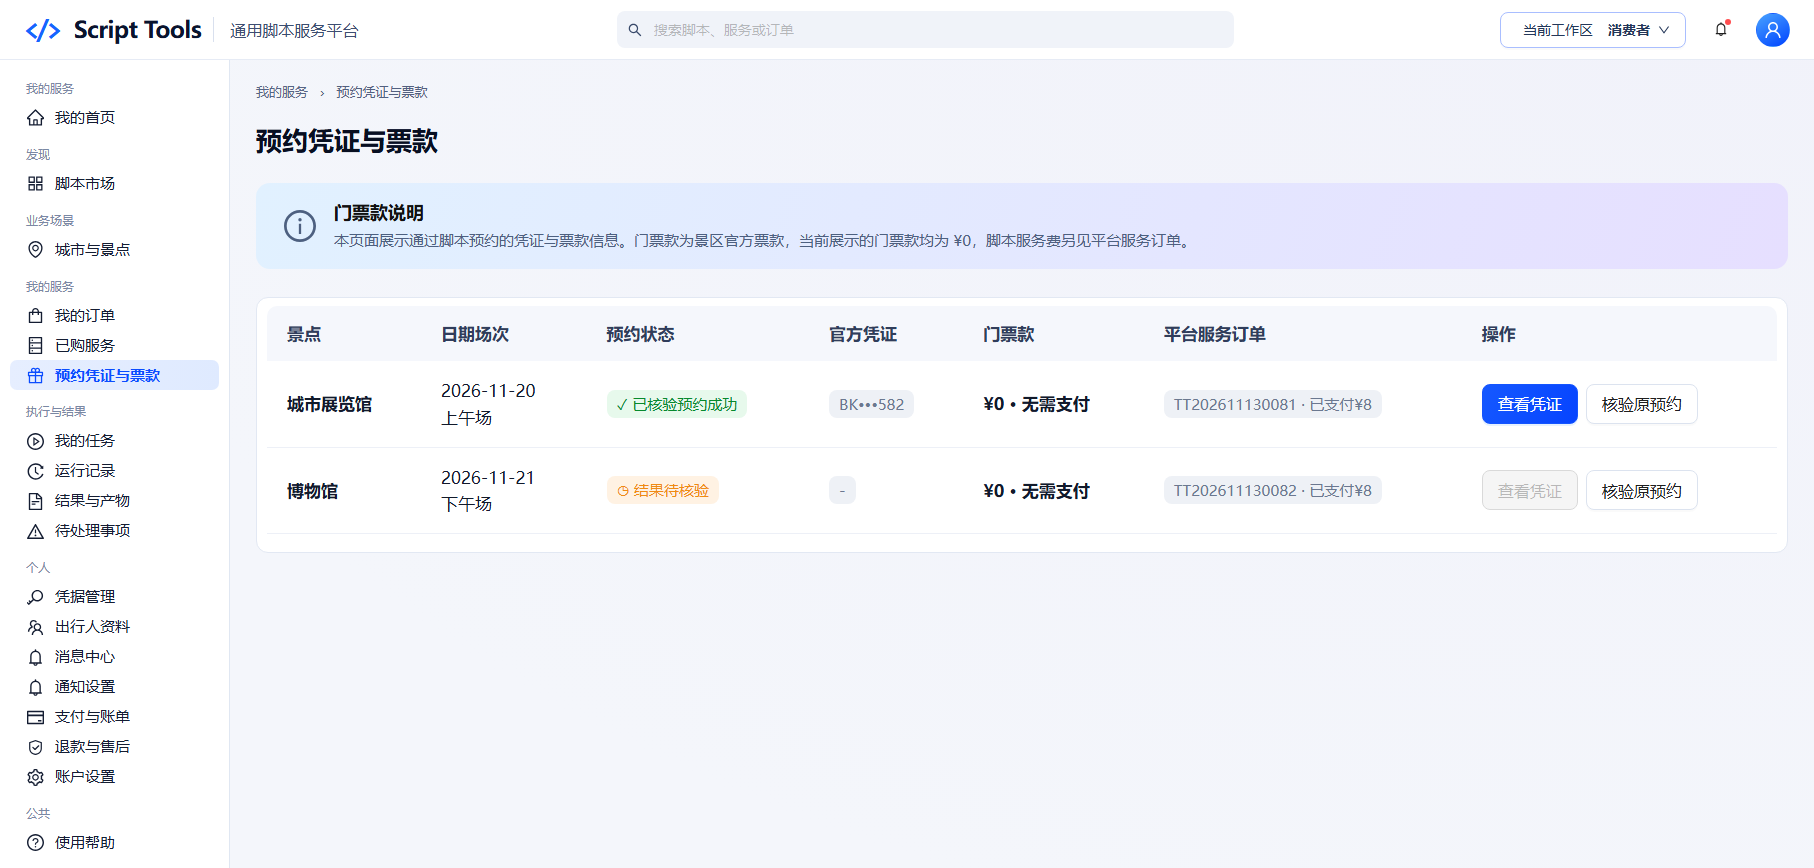 </> Script Tools 通用脚本服务平台
搜索脚本、服务或订单
当前工作区 消费者
我的服务
我的首页
发现
脚本市场
业务场景
城市与景点
我的服务
我的订单
已购服务
预约凭证与票款
执行与结果
我的任务
运行记录
结果与产物
待处理事项
个人
凭据管理
出行人资料
消息中心
通知设置
支付与账单
退款与售后
账户设置
公共
使用帮助
我的服务 › 预约凭证与票款
预约凭证与票款
门票款说明
本页面展示通过脚本预约的凭证与票款信息。门票款为景区官方票款，当前展示的门票款均为 ¥0，脚本服务费另见平台服务订单。
景点 日期场次 预约状态 官方凭证 门票款 平台服务订单 操作
城市展览馆 2026-11-20 上午场 ✓ 已核验预约成功 BK•••582 ¥0 • 无需支付 TT202611130081 · 已支付¥8 查看凭证 核验原预约
博物馆 2026-11-21 下午场 结果待核验 - ¥0 • 无需支付 TT202611130082 · 已支付¥8 查看凭证 核验原预约